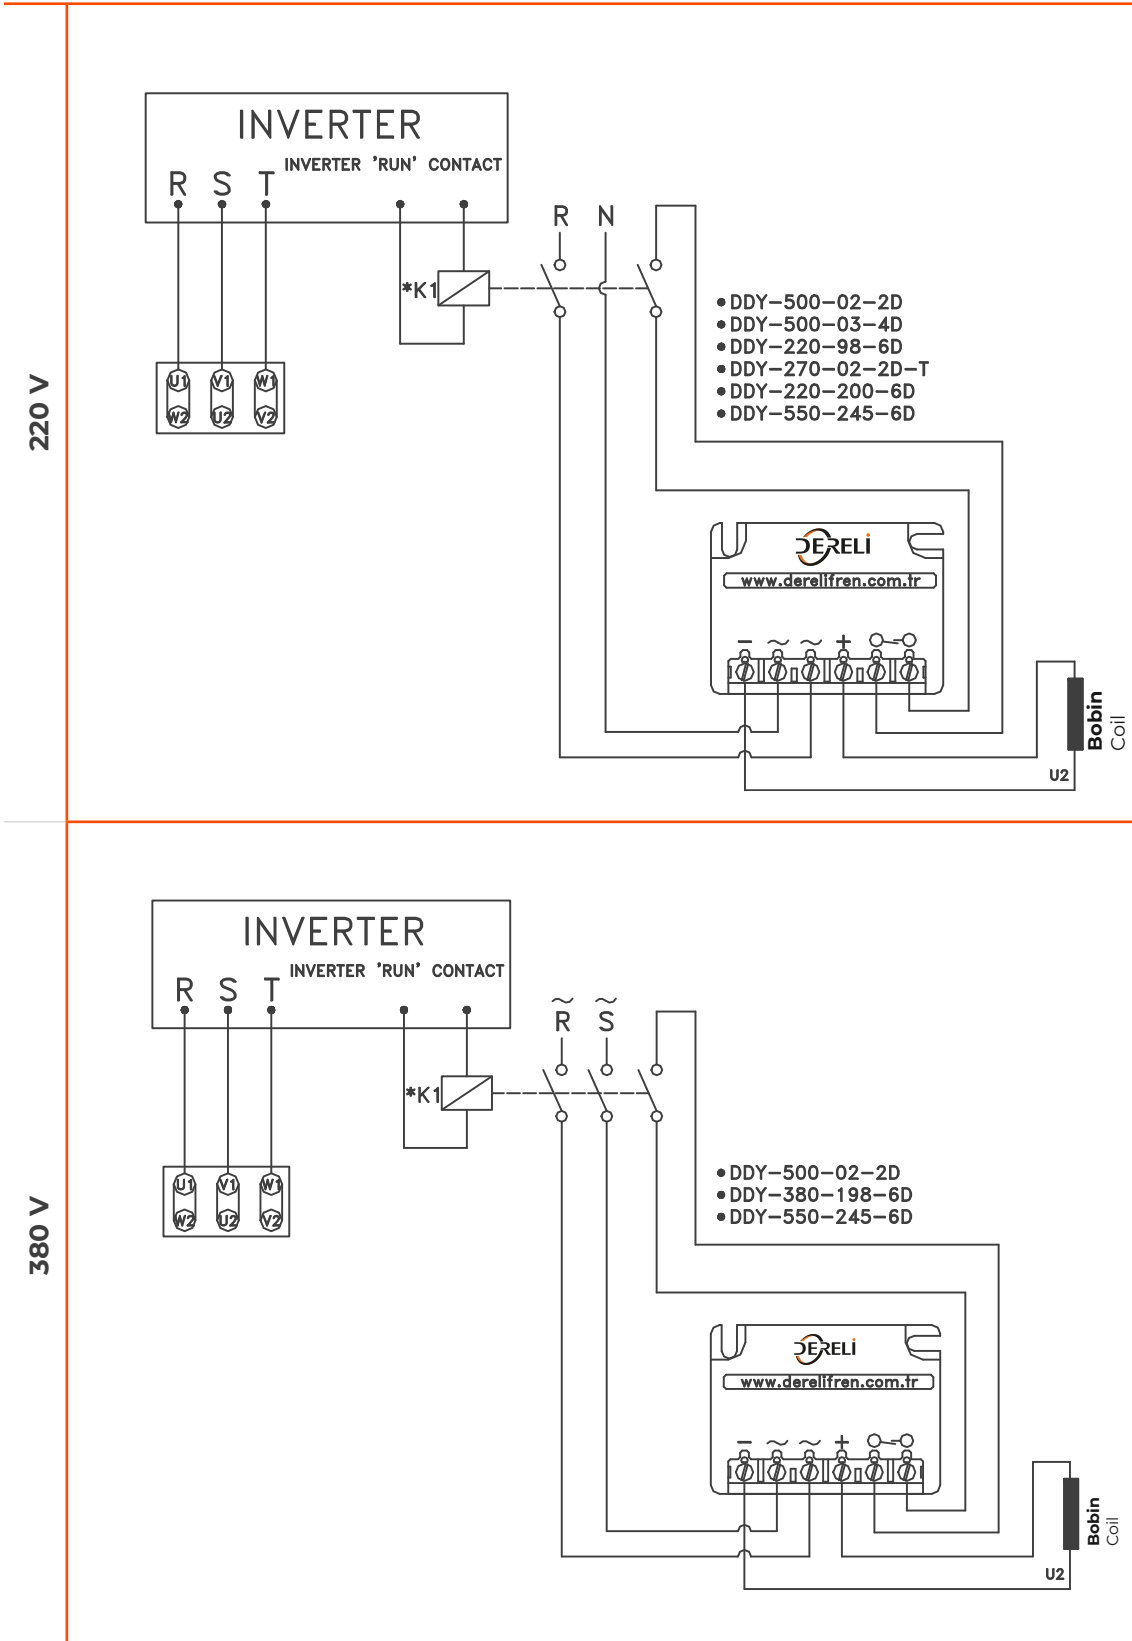 220 V
INVERTER
INVERTER 'RUN' CONTACT
R S T
R N
*K1
U1 V1 W1
W2 U2 V2
•DDY-500-02-2D
•DDY-500-03-4D
•DDY-220-98-6D
•DDY-270-02-2D-T
•DDY-220-200-6D
•DDY-550-245-6D
DERELİ
www.derelifren.com.tr
- ~ ~ +
Bobin
Coil
U2
380 V
INVERTER
INVERTER 'RUN' CONTACT
R S T
~ ~
R S
*K1
U1 V1 W1
W2 U2 V2
•DDY-500-02-2D
•DDY-380-198-6D
•DDY-550-245-6D
DERELİ
www.derelifren.com.tr
- ~ ~ +
Bobin
Coil
U2